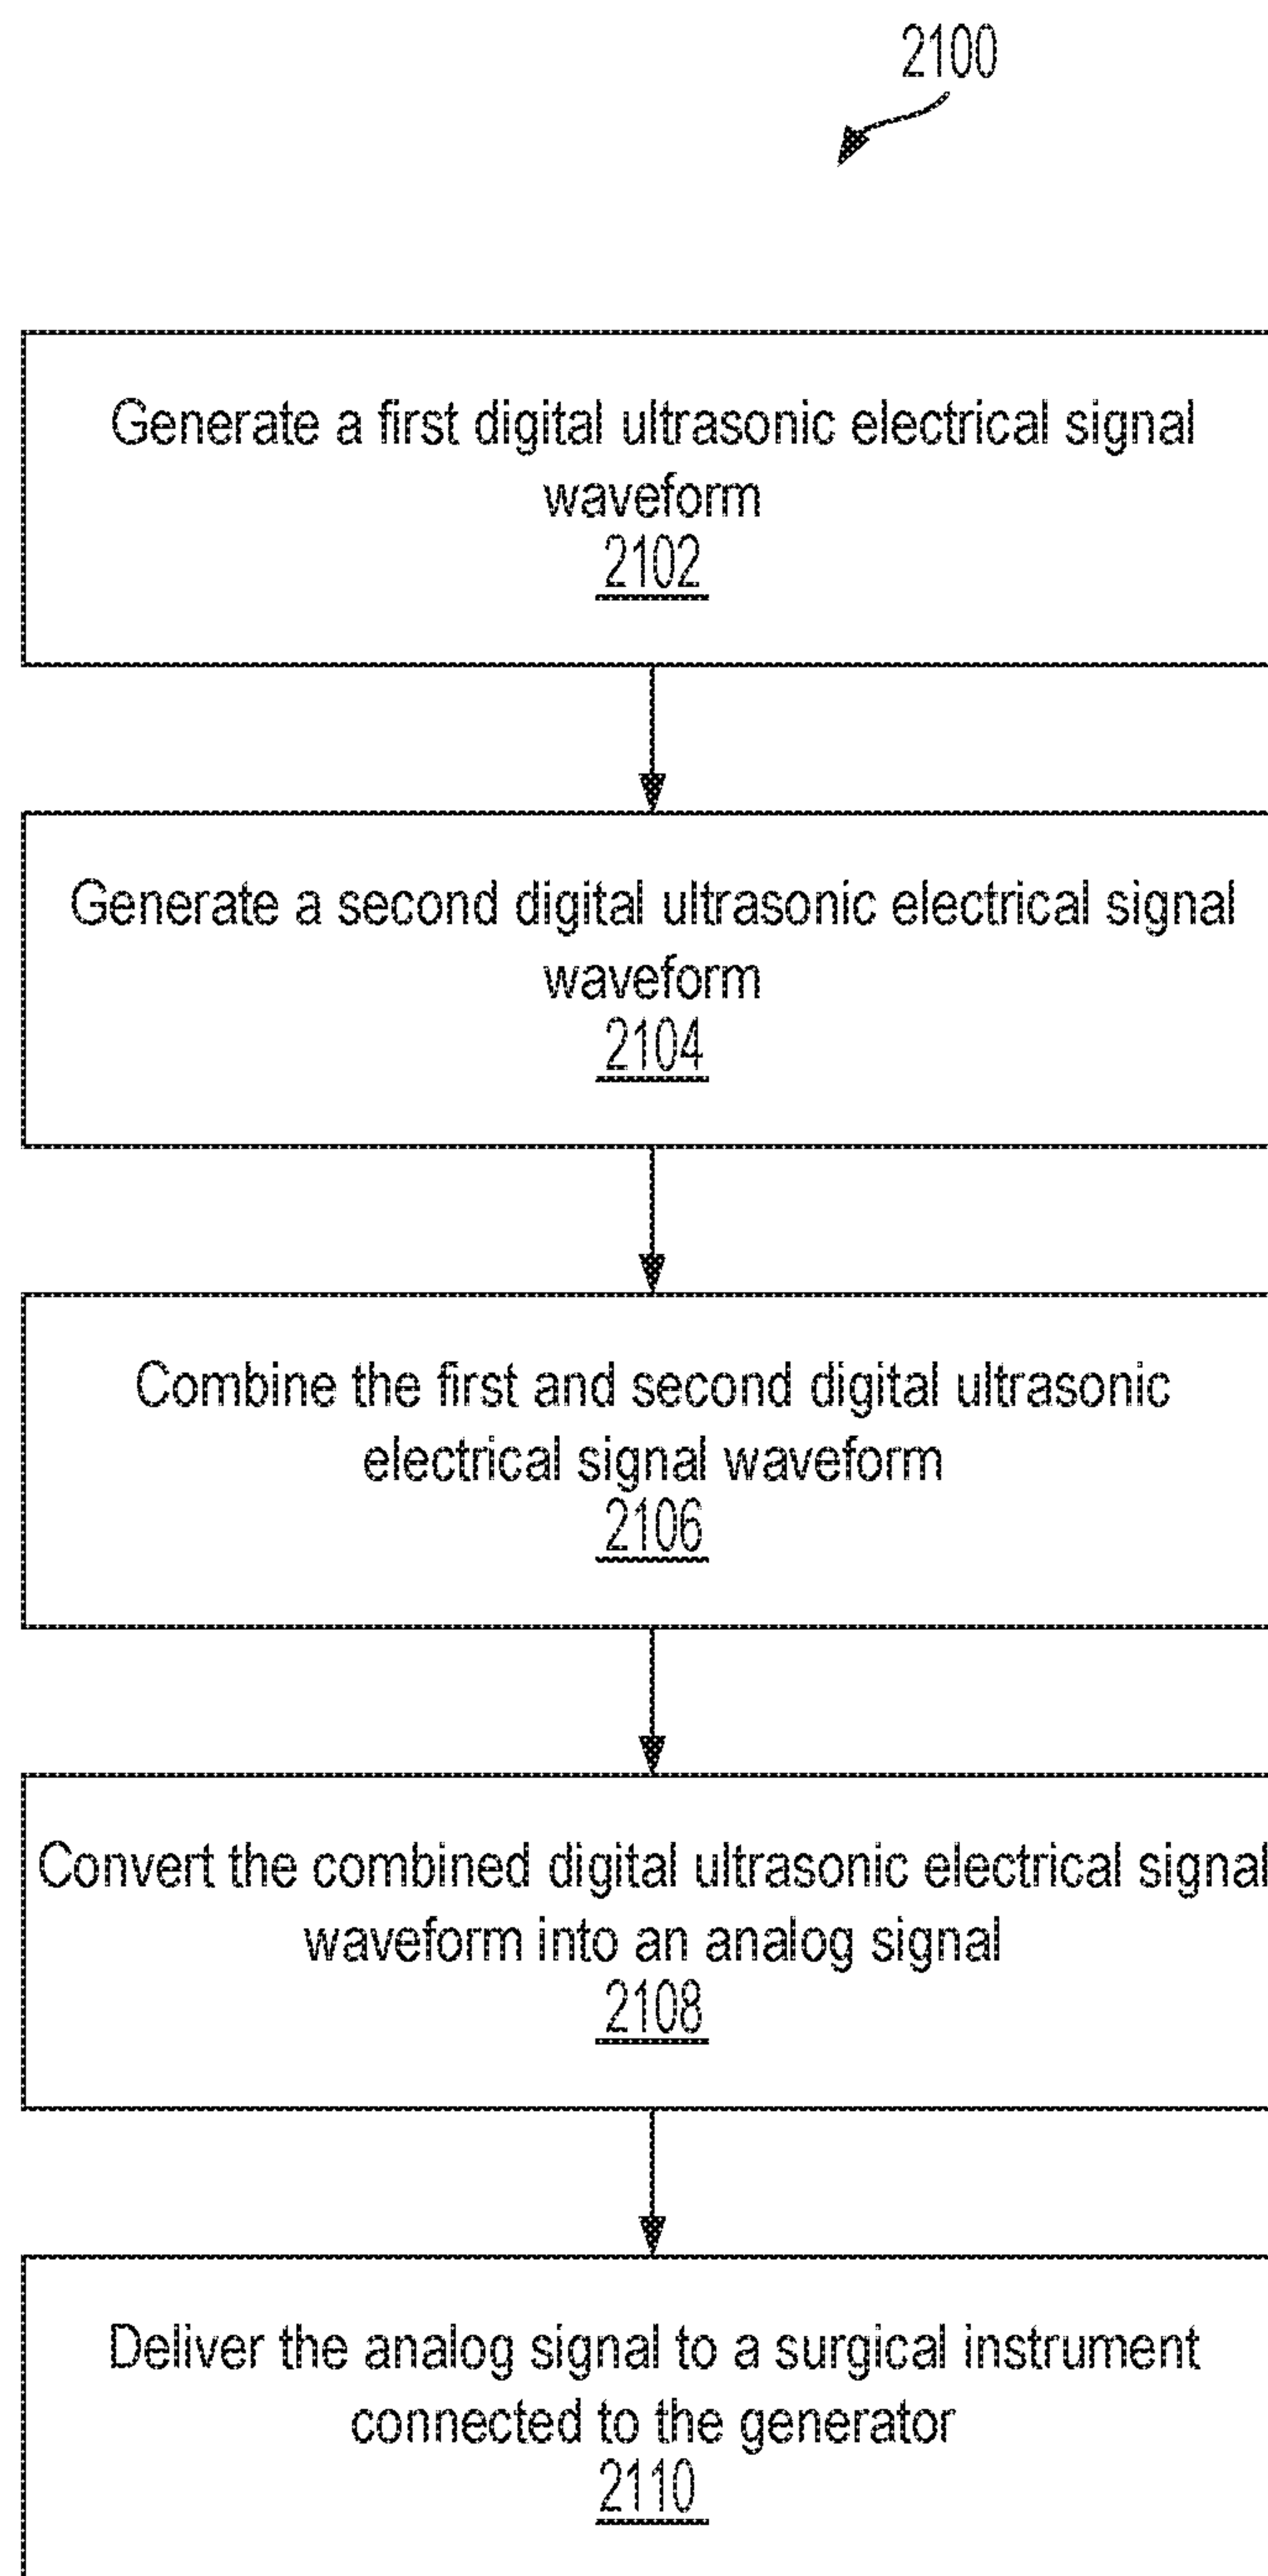 2100
Generate a first digital ultrasonic electrical signal
waveform
2102
Generate a second digital ultrasonic electrical signal
waveform
2104
Combine the first and second digital ultrasonic
electrical signal waveform
2106
Convert the combined digital ultrasonic electrical signal
waveform into an analog signal
2108
Deliver the analog signal to a surgical instrument
connected to the generator
2110